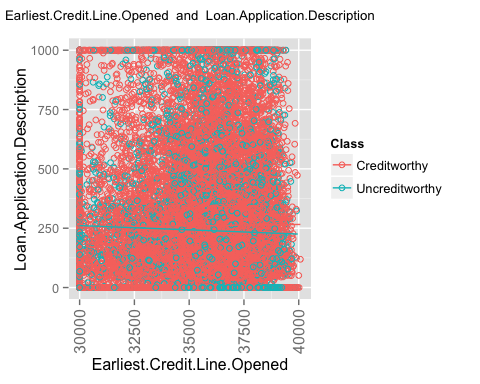 Earliest.Credit.Line.Opened and Loan.Application.Description
Loan.Application.Description
1000
750
500
250
0
30000
32500
35000
37500
40000
Earliest.Credit.Line.Opened
Class
Creditworthy
Uncreditworthy